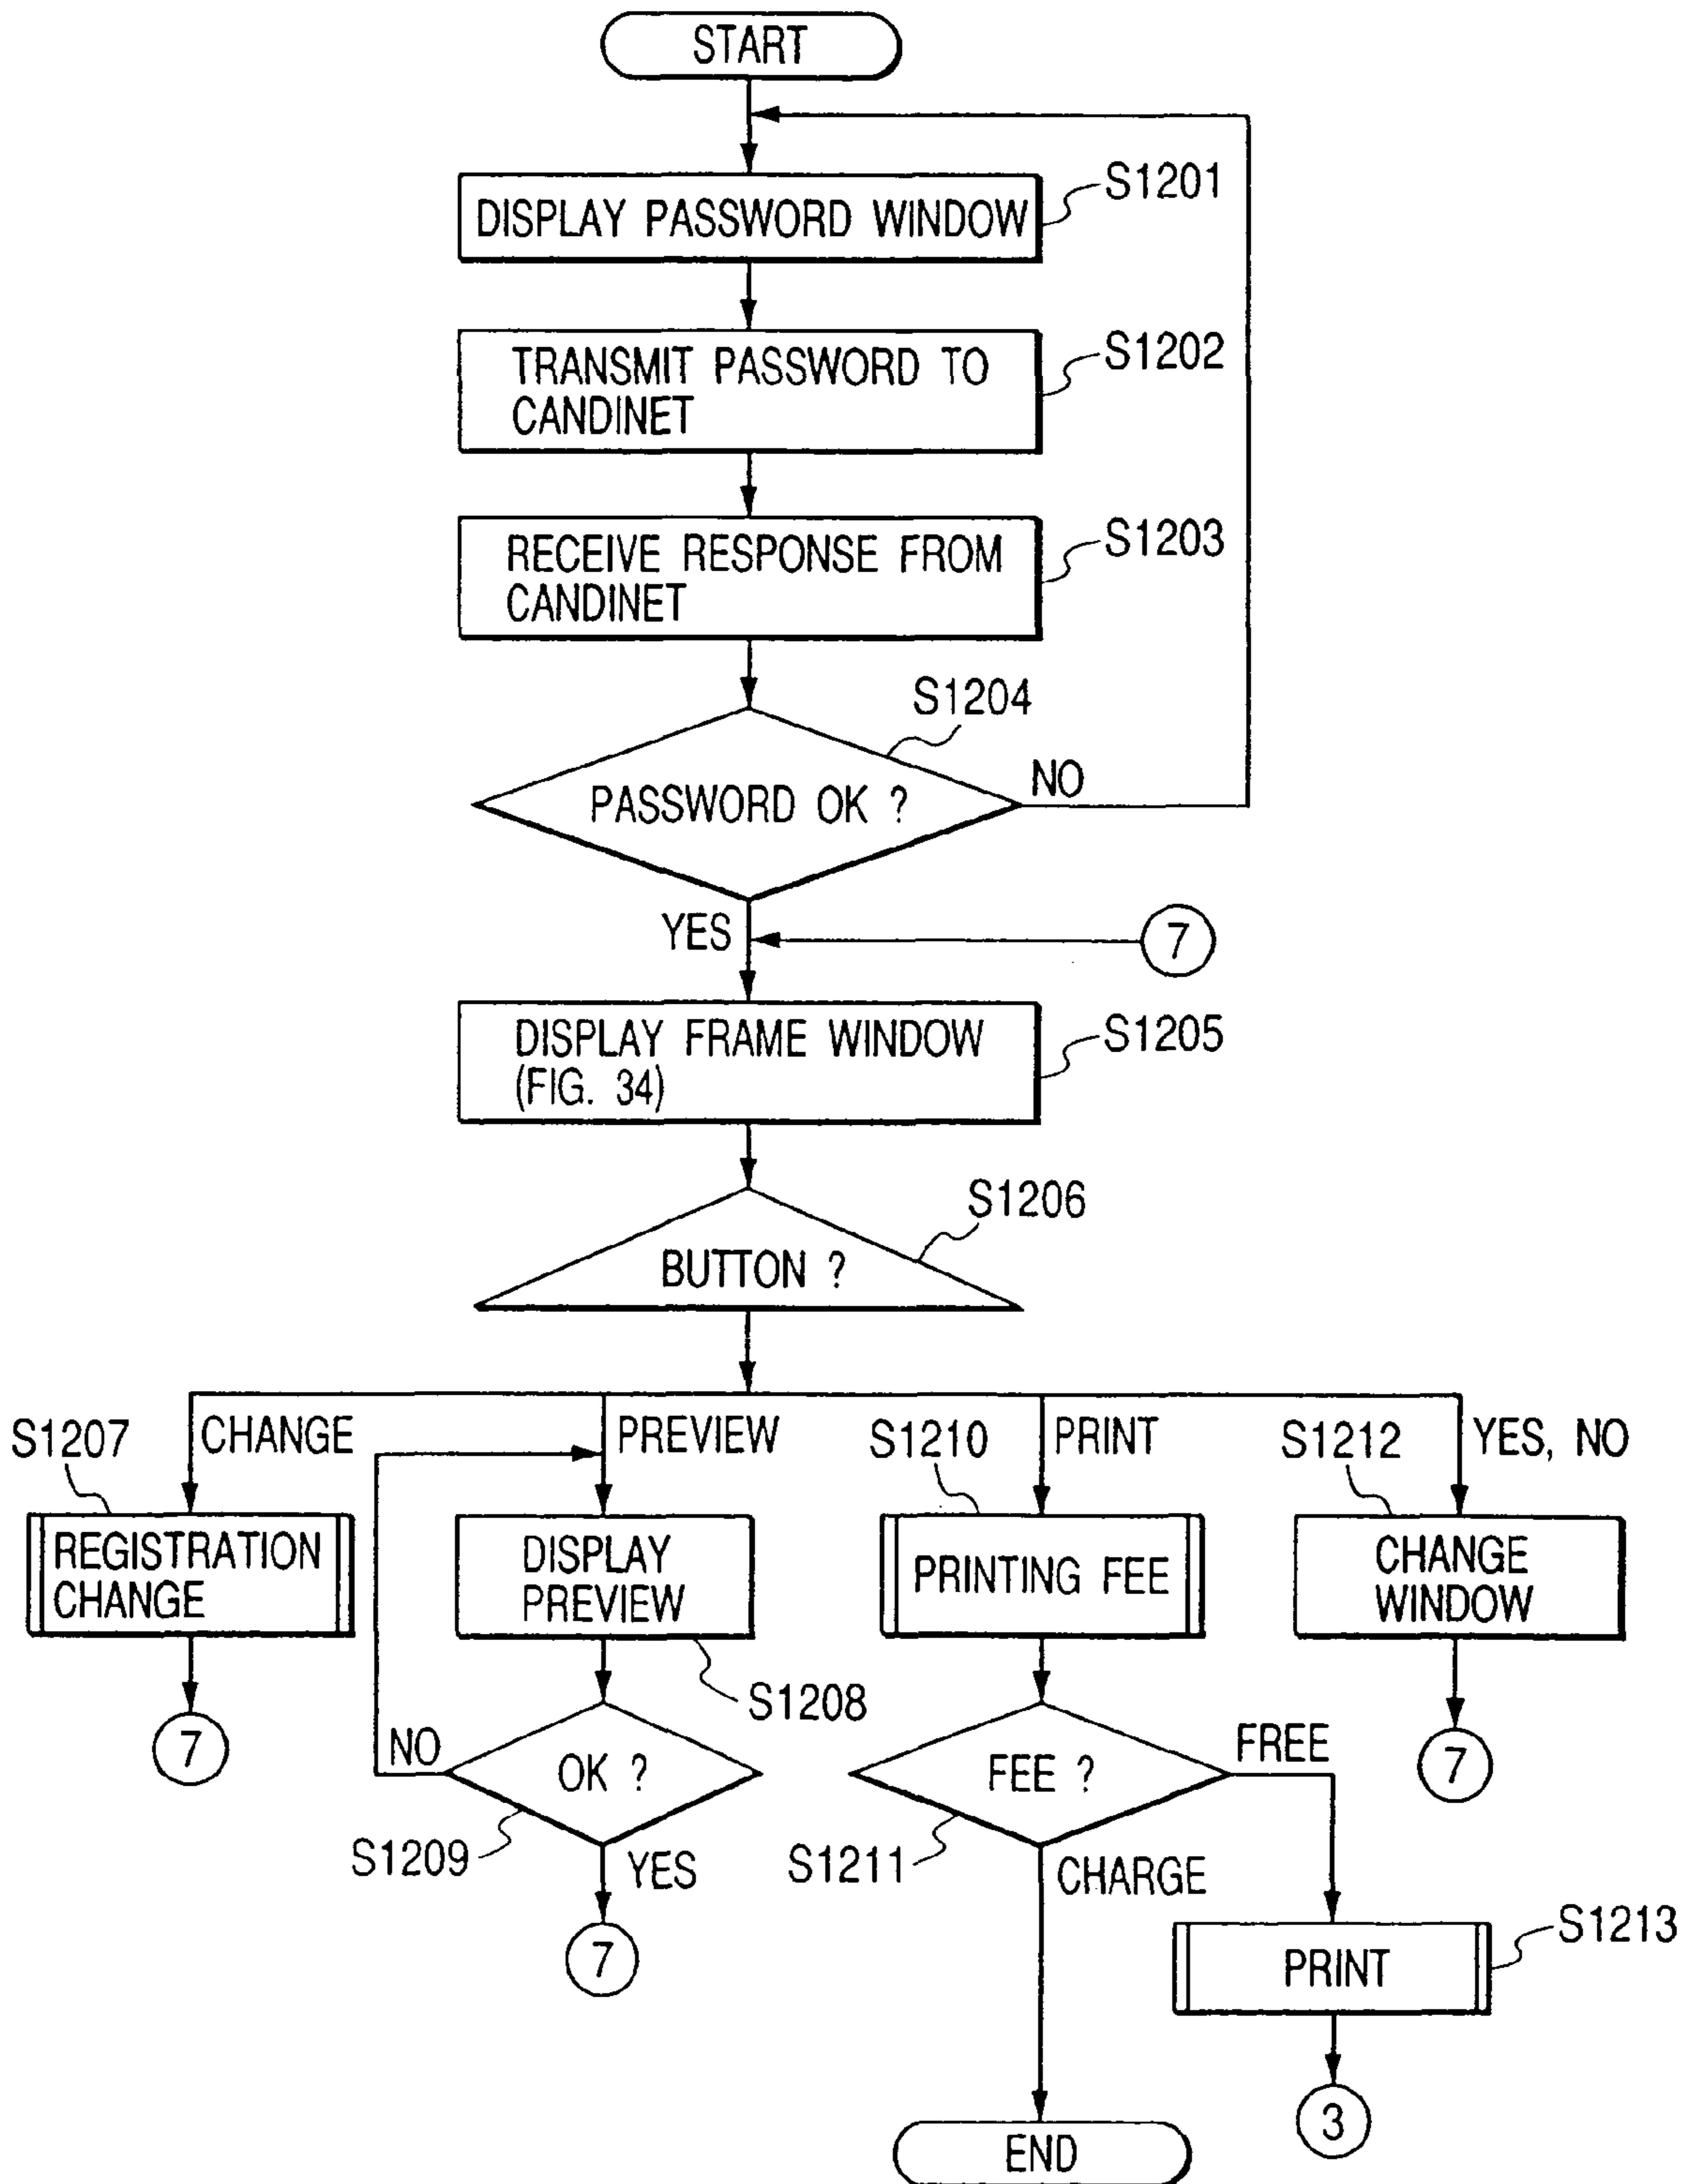 START
S1201
DISPLAY PASSWORD WINDOW
S1202
TRANSMIT PASSWORD TO
CANDINET
S1203
RECEIVE RESPONSE FROM
CANDINET
S1204
PASSWORD OK ?
NO
YES
7
S1205
DISPLAY FRAME WINDOW
(FIG. 34)
S1206
BUTTON ?
S1207
CHANGE
PREVIEW
S1210
PRINT
S1212
YES, NO
REGISTRATION
CHANGE
DISPLAY
PREVIEW
PRINTING FEE
CHANGE
WINDOW
S1208
7
NO
OK ?
FEE ?
FREE
7
S1209
YES
S1211
CHARGE
7
S1213
PRINT
3
END